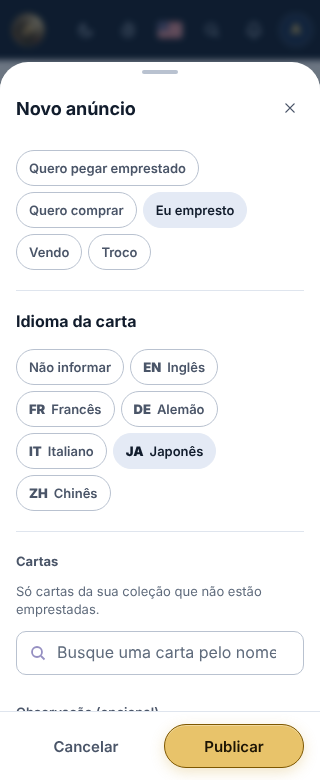 Novo anúncio
Quero pegar emprestado
Quero comprar
Eu empresto
Vendo
Troco
Idioma da carta
Não informar
EN Inglês
FR Francês
DE Alemão
IT Italiano
JA Japonês
ZH Chinês
Cartas
Só cartas da sua coleção que não estão
emprestadas.
Busque uma carta pelo nome
Observação (opcional)
Cancelar
Publicar